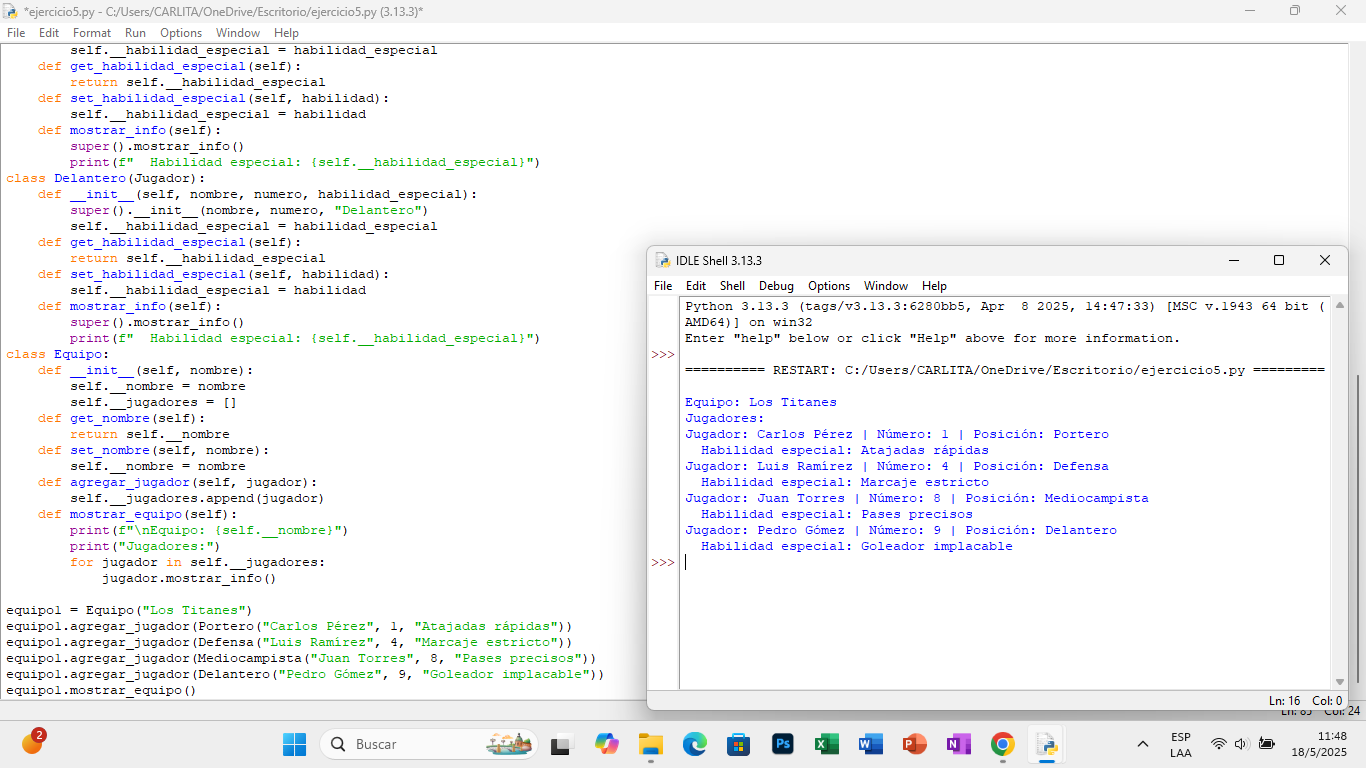 *ejercicio5.py - C:/Users/CARLITA/OneDrive/Escritorio/ejercicio5.py (3.13.3)*
File Edit Format Run Options Window Help
        self.__habilidad_especial = habilidad_especial
    def get_habilidad_especial(self):
        return self.__habilidad_especial
    def set_habilidad_especial(self, habilidad):
        self.__habilidad_especial = habilidad
    def mostrar_info(self):
        super().mostrar_info()
        print(f"  Habilidad especial: {self.__habilidad_especial}")
class Delantero(Jugador):
    def __init__(self, nombre, numero, habilidad_especial):
        super().__init__(nombre, numero, "Delantero")
        self.__habilidad_especial = habilidad_especial
    def get_habilidad_especial(self):
        return self.__habilidad_especial
    def set_habilidad_especial(self, habilidad):
        self.__habilidad_especial = habilidad
    def mostrar_info(self):
        super().mostrar_info()
        print(f"  Habilidad especial: {self.__habilidad_especial}")
class Equipo:
    def __init__(self, nombre):
        self.__nombre = nombre
        self.__jugadores = []
    def get_nombre(self):
        return self.__nombre
    def set_nombre(self, nombre):
        self.__nombre = nombre
    def agregar_jugador(self, jugador):
        self.__jugadores.append(jugador)
    def mostrar_equipo(self):
        print(f"\nEquipo: {self.__nombre}")
        print("Jugadores:")
        for jugador in self.__jugadores:
            jugador.mostrar_info()
equipo1 = Equipo("Los Titanes")
equipo1.agregar_jugador(Portero("Carlos Pérez", 1, "Atajadas rápidas"))
equipo1.agregar_jugador(Defensa("Luis Ramírez", 4, "Marcaje estricto"))
equipo1.agregar_jugador(Mediocampista("Juan Torres", 8, "Pases precisos"))
equipo1.agregar_jugador(Delantero("Pedro Gómez", 9, "Goleador implacable"))
equipo1.mostrar_equipo()
IDLE Shell 3.13.3
File Edit Shell Debug Options Window Help
Python 3.13.3 (tags/v3.13.3:6280bb5, Apr  8 2025, 14:47:33) [MSC v.1943 64 bit (
AMD64)] on win32
Enter "help" below or click "Help" above for more information.
>>>
========== RESTART: C:/Users/CARLITA/OneDrive/Escritorio/ejercicio5.py =========
Equipo: Los Titanes
Jugadores:
Jugador: Carlos Pérez | Número: 1 | Posición: Portero
  Habilidad especial: Atajadas rápidas
Jugador: Luis Ramírez | Número: 4 | Posición: Defensa
  Habilidad especial: Marcaje estricto
Jugador: Juan Torres | Número: 8 | Posición: Mediocampista
  Habilidad especial: Pases precisos
Jugador: Pedro Gómez | Número: 9 | Posición: Delantero
  Habilidad especial: Goleador implacable
>>>
Ln: 16 Col: 0
Ln: 85 Col: 24
2
Buscar
Ps
ESP
LAA
11:48
18/5/2025